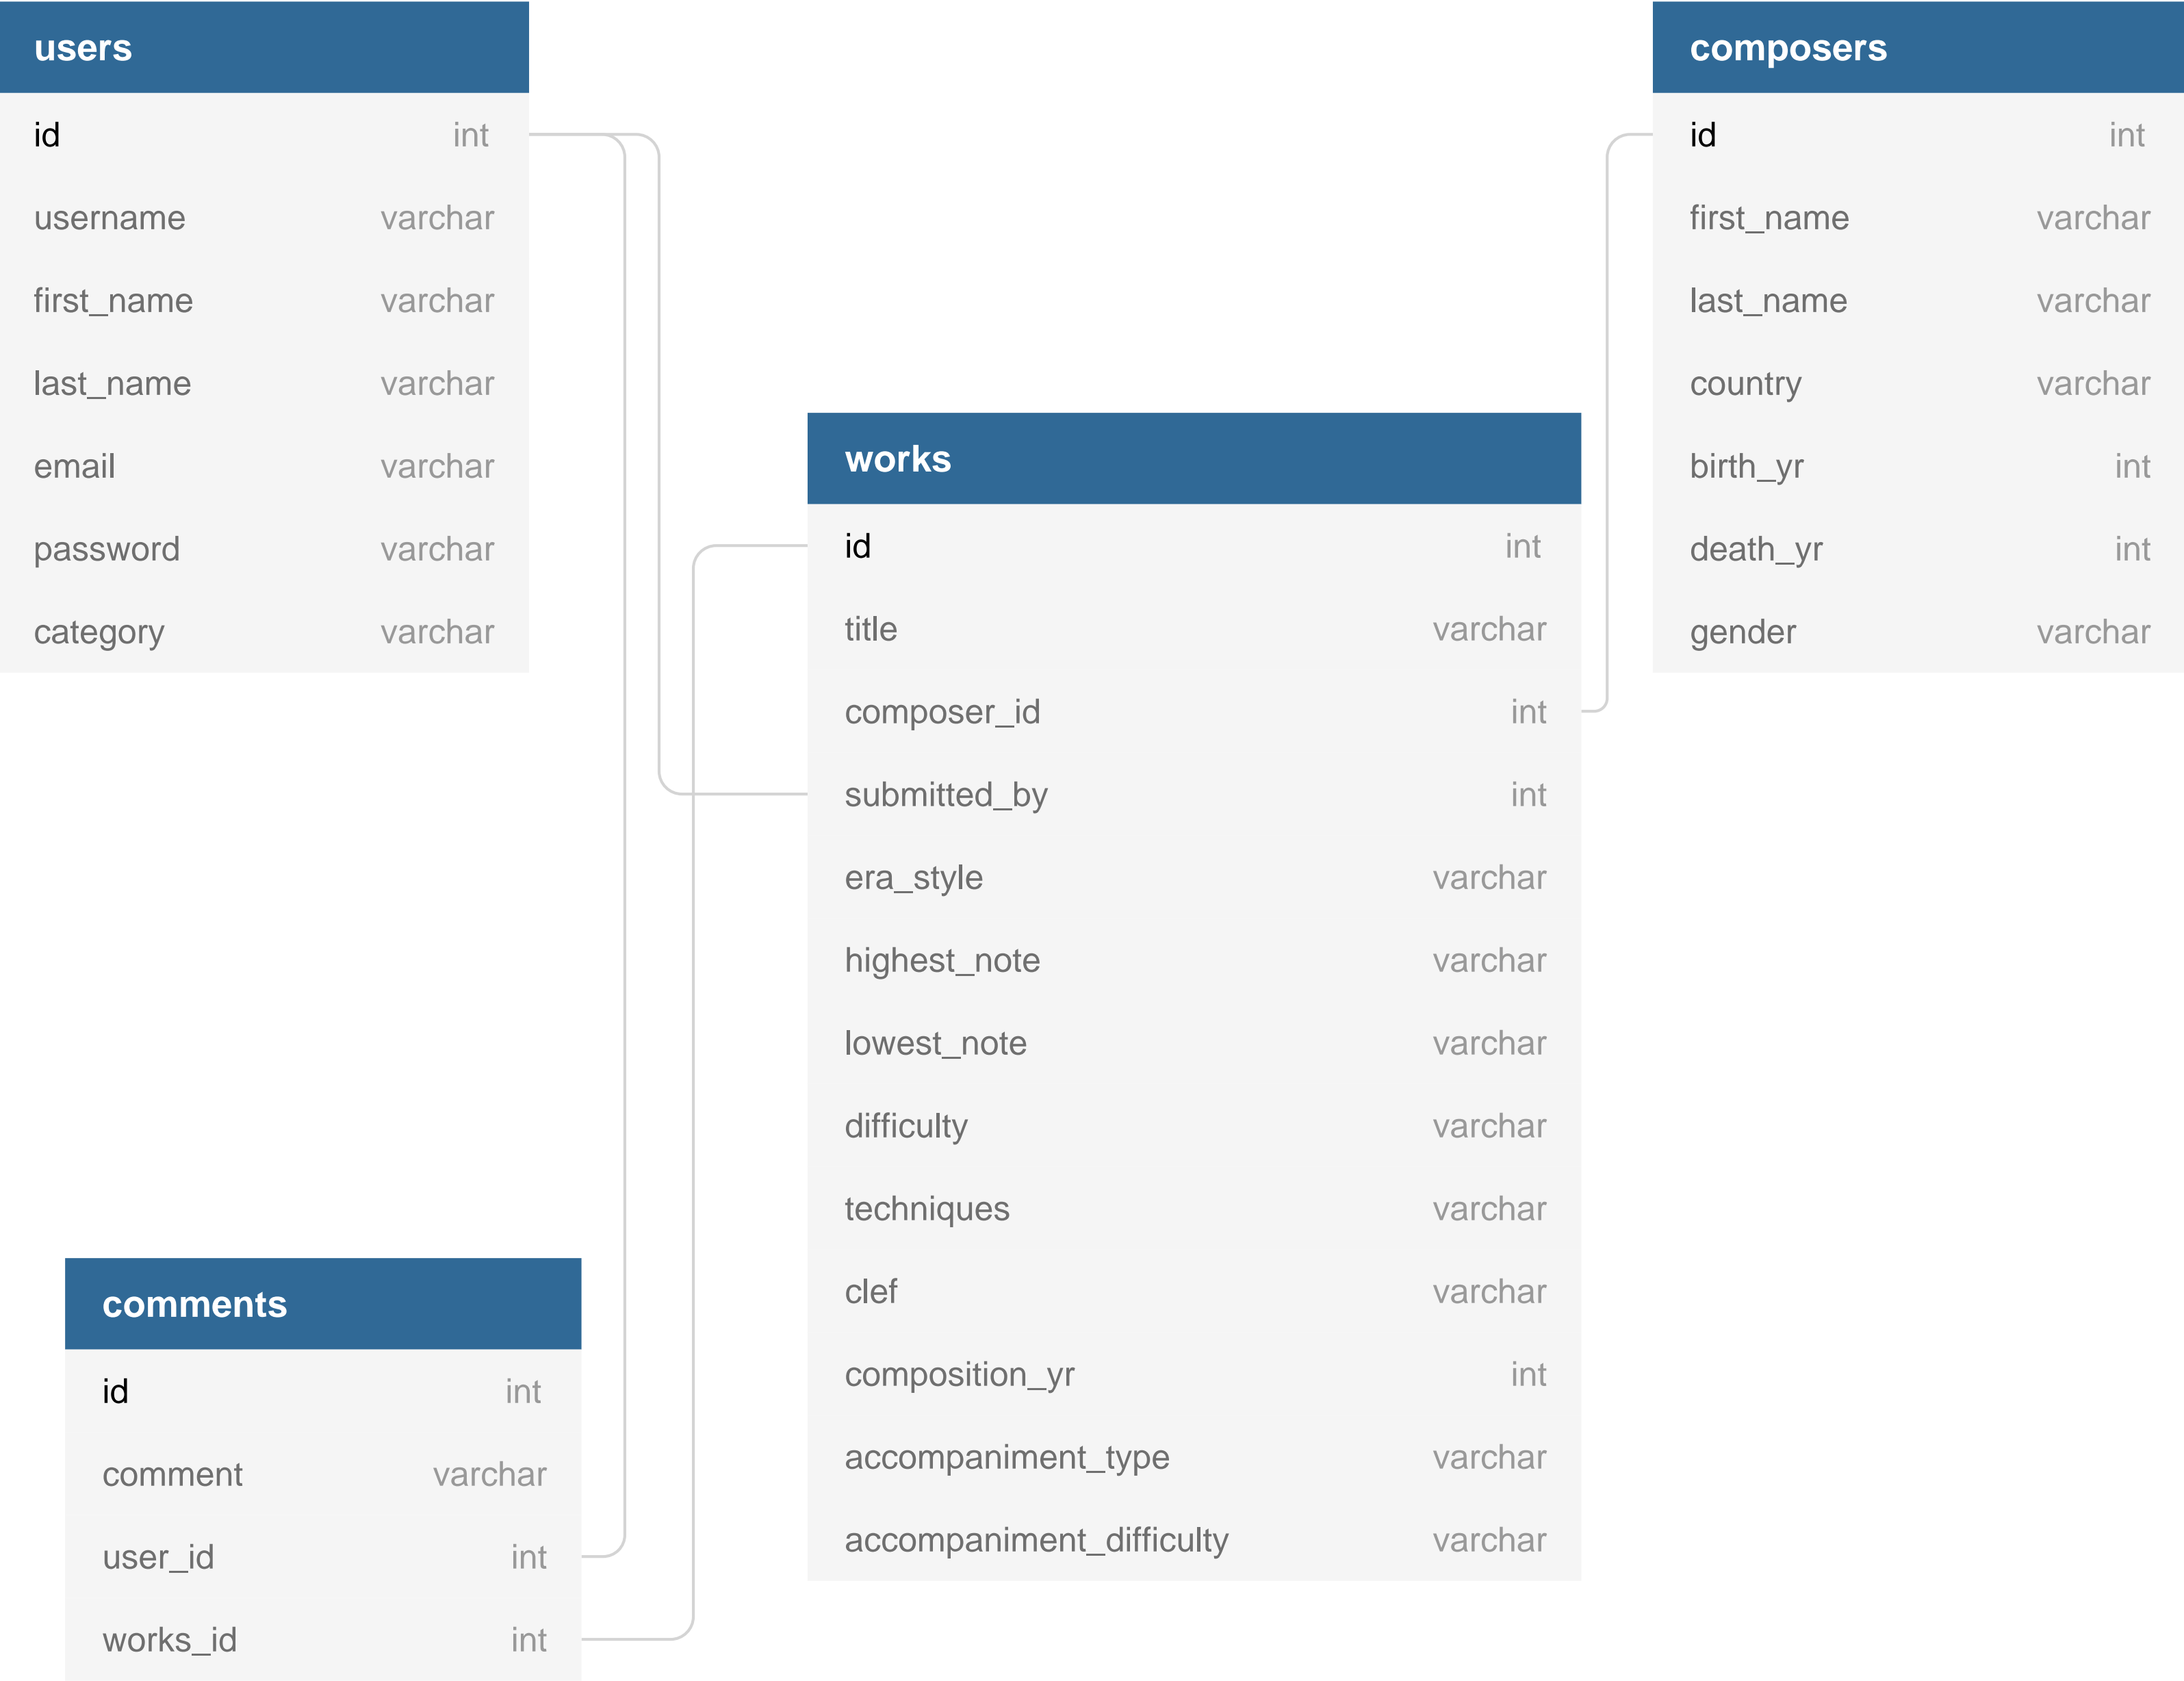 users
id int
username varchar
first_name varchar
last_name varchar
email varchar
password varchar
category varchar
composers
id int
first_name varchar
last_name varchar
country varchar
birth_yr int
death_yr int
gender varchar
works
id int
title varchar
composer_id int
submitted_by int
era_style varchar
highest_note varchar
lowest_note varchar
difficulty varchar
techniques varchar
clef varchar
composition_yr int
accompaniment_type varchar
accompaniment_difficulty varchar
comments
id int
comment varchar
user_id int
works_id int